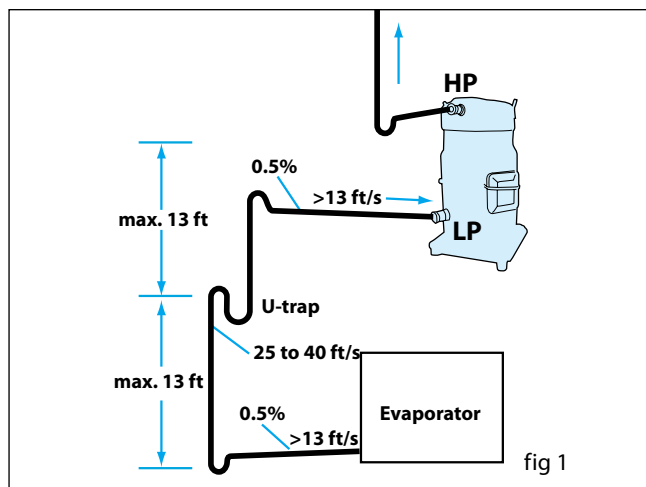 HP
0.5%
>13 ft/s
max. 13 ft
LP
U-trap
25 to 40 ft/s
max. 13 ft
Evaporator
0.5%
>13 ft/s
fig 1